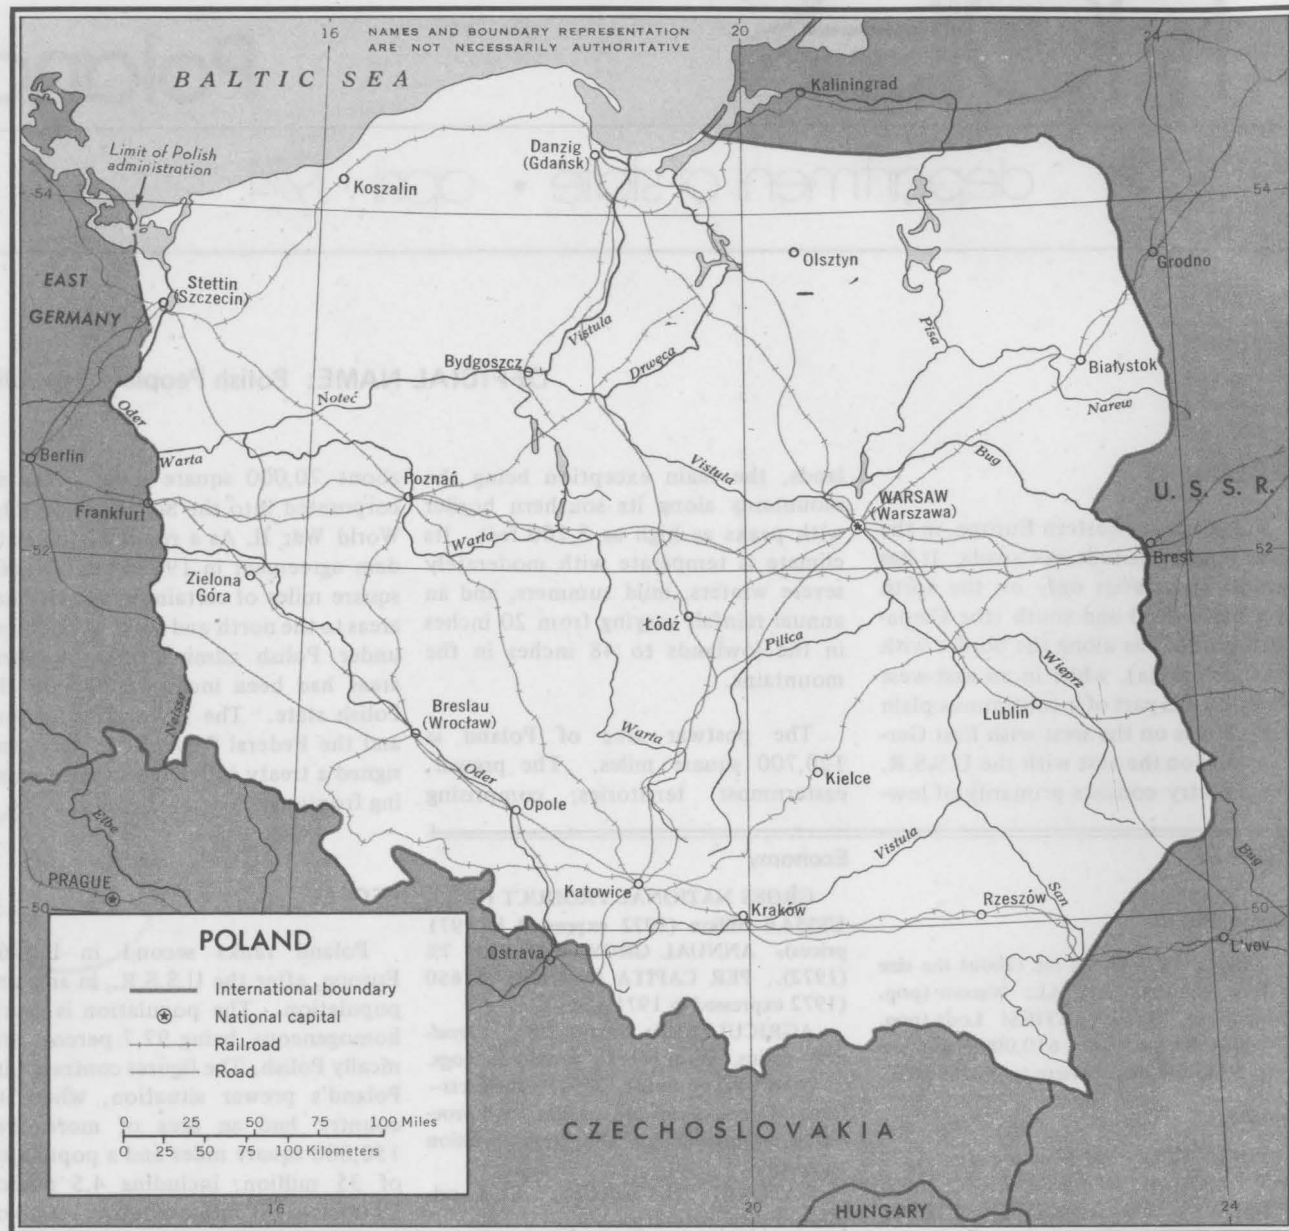 NAMES AND BOUNDARY REPRESENTATION
ARE NOT NECESSARILY AUTHORITATIVE
16
20
24
BALTIC SEA
Kaliningrad
Limit of Polish
administration
Danzig
(Gdańsk)
Koszalin
54
54
Olsztyn
Grodno
EAST
GERMANY
Stettin
(Szczecin)
Vistula
Pisa
Bydgoszcz
Drwęca
Białystok
Oder
Noteć
Narew
Berlin
Warta
Bug
Vistula
Poznań
WARSAW
(Warszawa)
U. S. S. R.
Frankfurt
Warta
52
52
Brest
Zielona
Góra
Łódź
Pilica
Wieprz
Neisse
Breslau
(Wrocław)
Warta
Lublin
Oder
Kielce
Opole
Elbe
Vistula
Bug
PRAGUE
Katowice
San
50
Kraków
Rzeszów
50
L'vov
Ostrava
POLAND
International boundary
National capital
Railroad
Road
0 25 50 75 100 Miles
0 25 50 75 100 Kilometers
CZECHOSLOVAKIA
HUNGARY
16
20
24